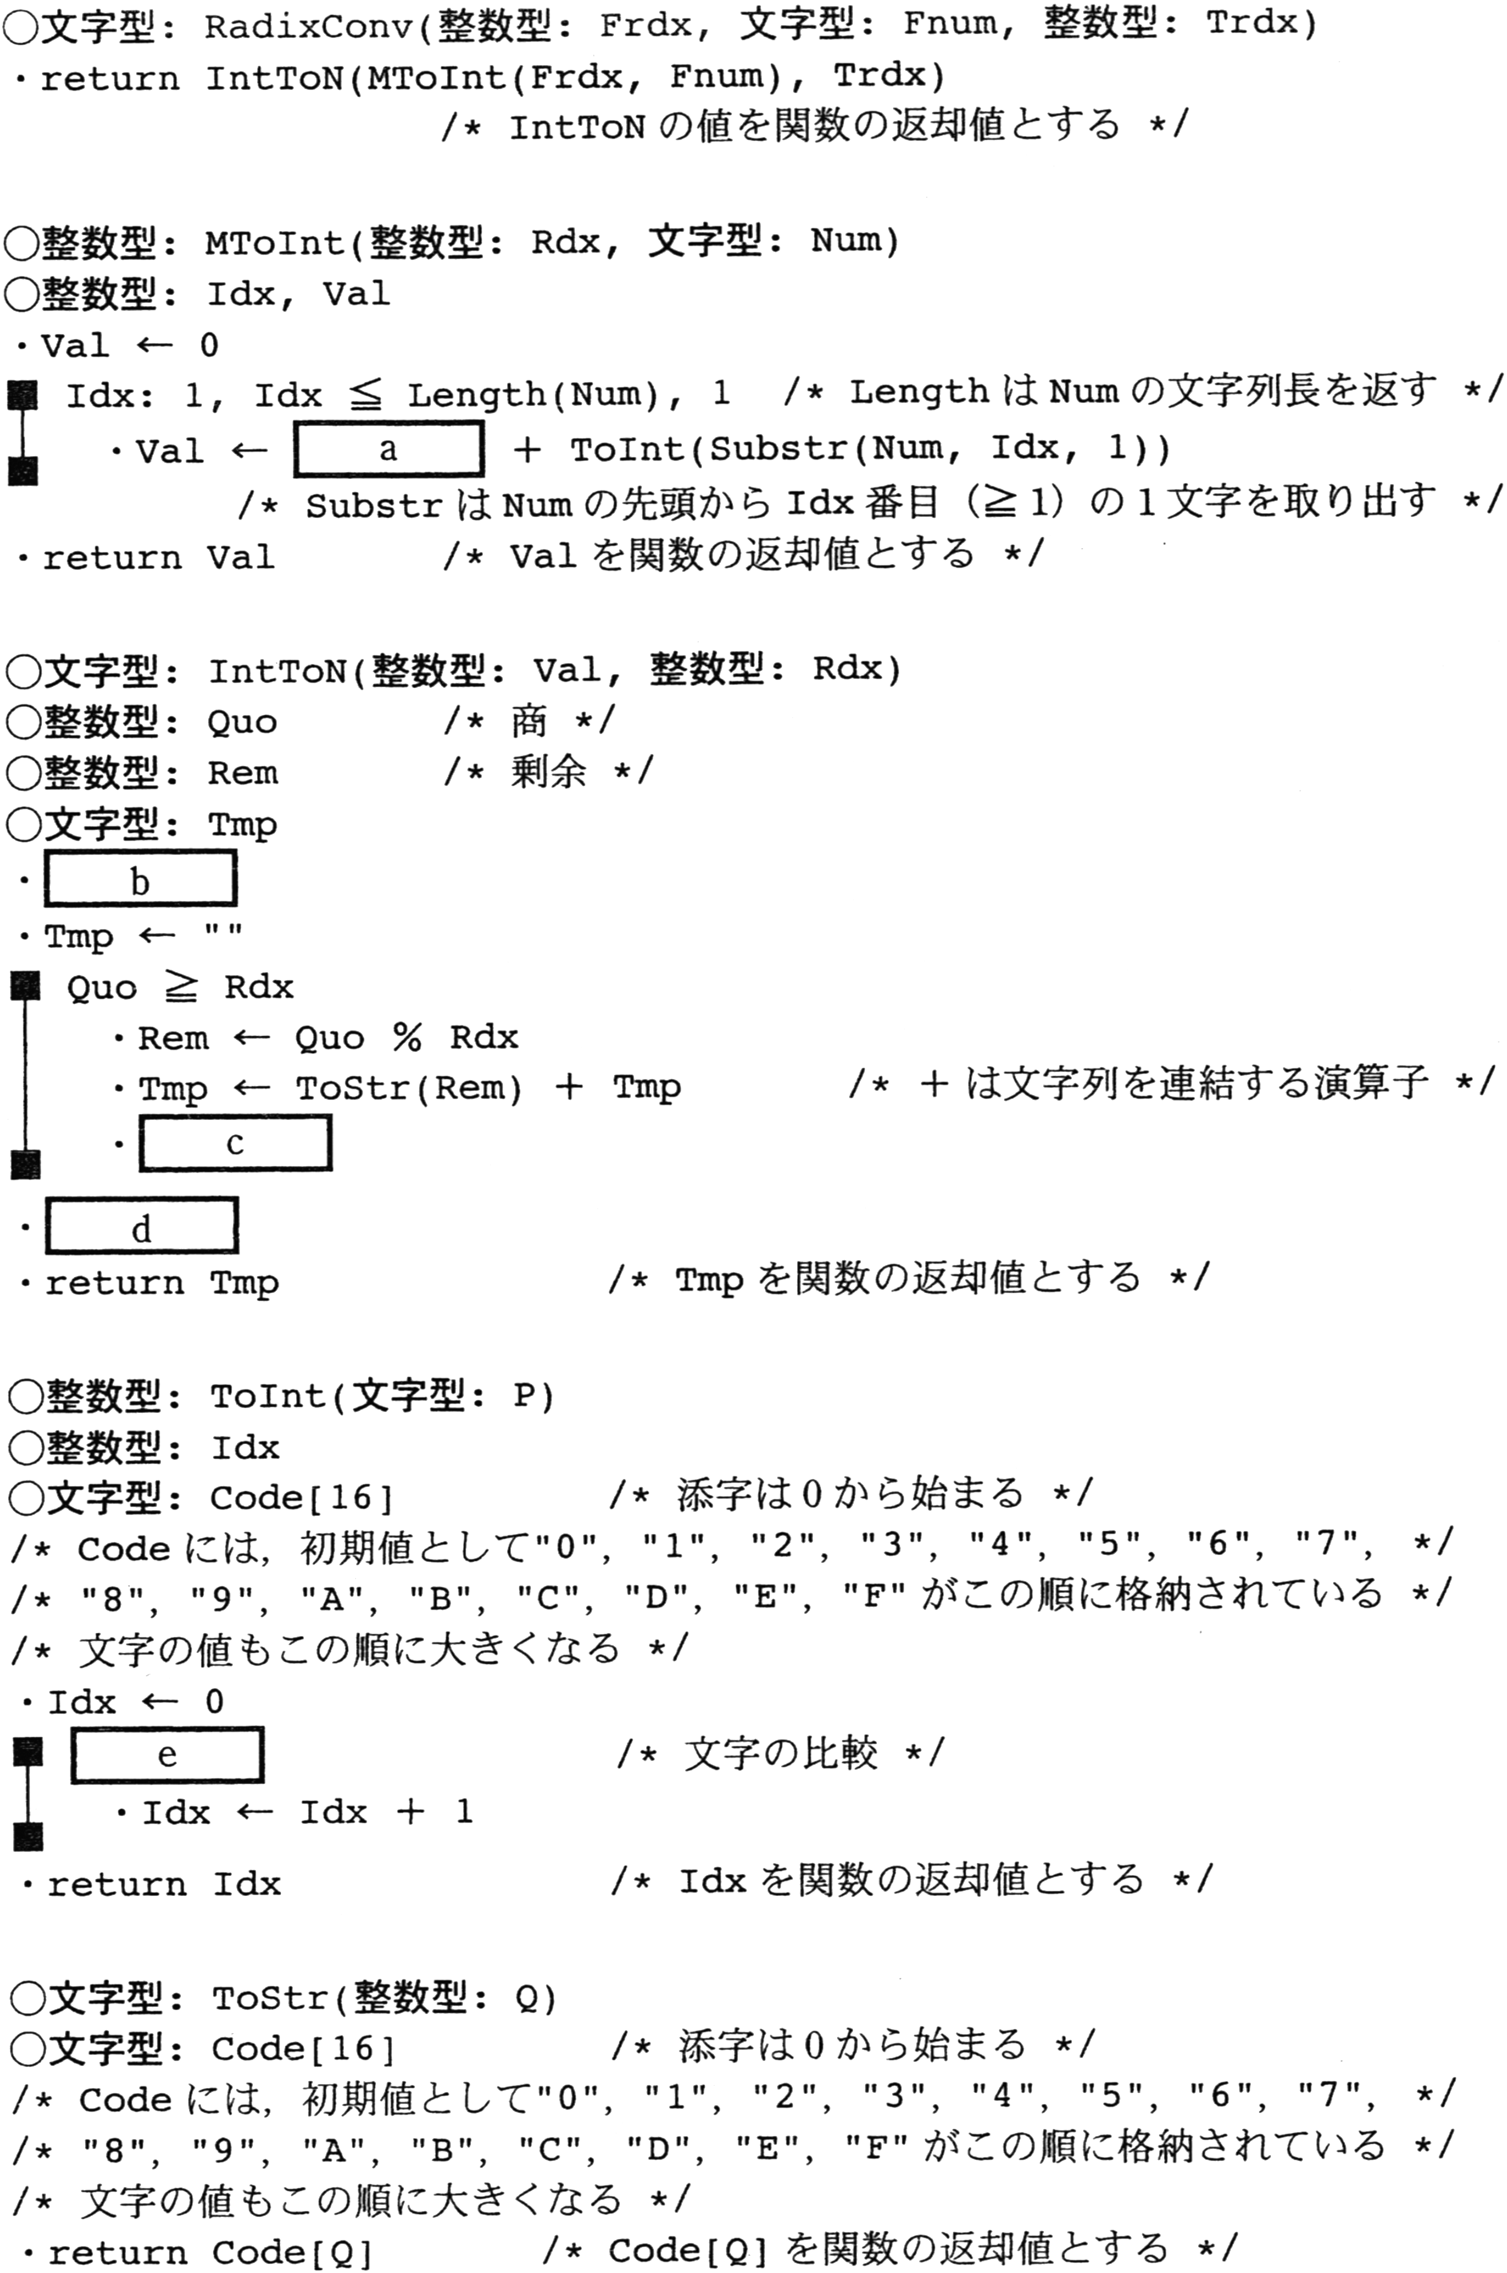 ○文字型: RadixConv(整数型: Frdx, 文字型: Fnum, 整数型: Trdx)
・return IntToN(MToInt(Frdx, Fnum), Trdx)
/* IntToN の値を関数の返却値とする */
○整数型: MToInt(整数型: Rdx, 文字型: Num)
○整数型: Idx, Val
・Val ← 0
■ Idx: 1, Idx ≦ Length(Num), 1 /* Length は Num の文字列長を返す */
・Val ← a + ToInt(Substr(Num, Idx, 1))
/* Substr は Num の先頭から Idx 番目（≧1）の1文字を取り出す */
・return Val /* Val を関数の返却値とする */
○文字型: IntToN(整数型: Val, 整数型: Rdx)
○整数型: Quo /* 商 */
○整数型: Rem /* 剰余 */
○文字型: Tmp
・b
・Tmp ← ""
■ Quo ≧ Rdx
・Rem ← Quo % Rdx
・Tmp ← ToStr(Rem) + Tmp /* ＋は文字列を連結する演算子 */
・c
・d
・return Tmp /* Tmp を関数の返却値とする */
○整数型: ToInt(文字型: P)
○整数型: Idx
○文字型: Code[16] /* 添字は0から始まる */
/* Code には，初期値として"0", "1", "2", "3", "4", "5", "6", "7", */
/* "8", "9", "A", "B", "C", "D", "E", "F" がこの順に格納されている */
/* 文字の値もこの順に大きくなる */
・Idx ← 0
■ e /* 文字の比較 */
・Idx ← Idx + 1
・return Idx /* Idx を関数の返却値とする */
○文字型: ToStr(整数型: Q)
○文字型: Code[16] /* 添字は0から始まる */
/* Code には，初期値として"0", "1", "2", "3", "4", "5", "6", "7", */
/* "8", "9", "A", "B", "C", "D", "E", "F" がこの順に格納されている */
/* 文字の値もこの順に大きくなる */
・return Code[Q] /* Code[Q] を関数の返却値とする */